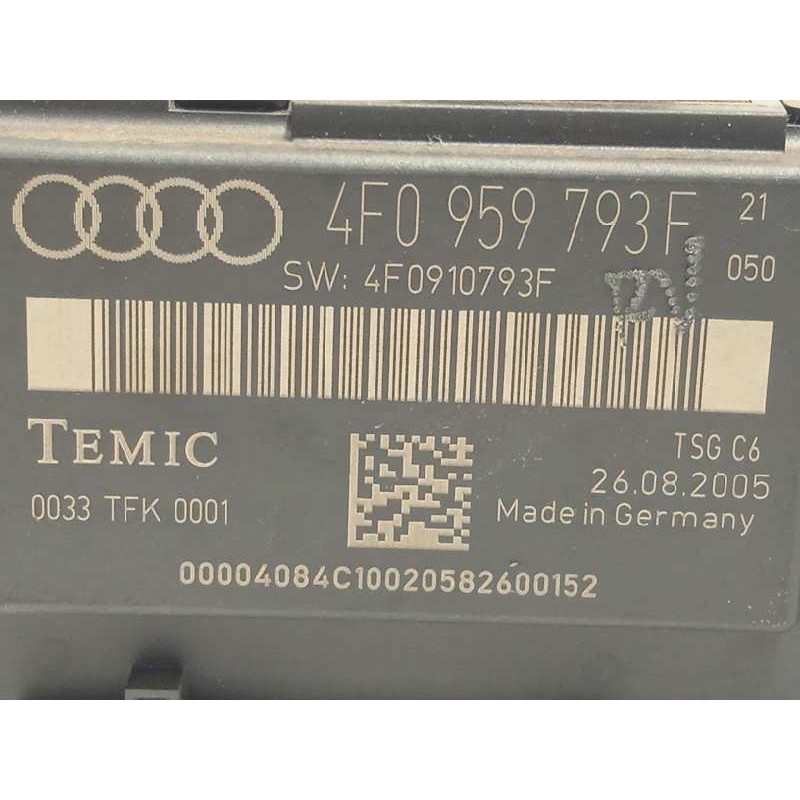 4F0 959 793F 21
SW: 4F0910793F 050
TEMIC
TSG C6
26.08.2005
0033 TFK 0001
Made in Germany
00004084C10020582600152